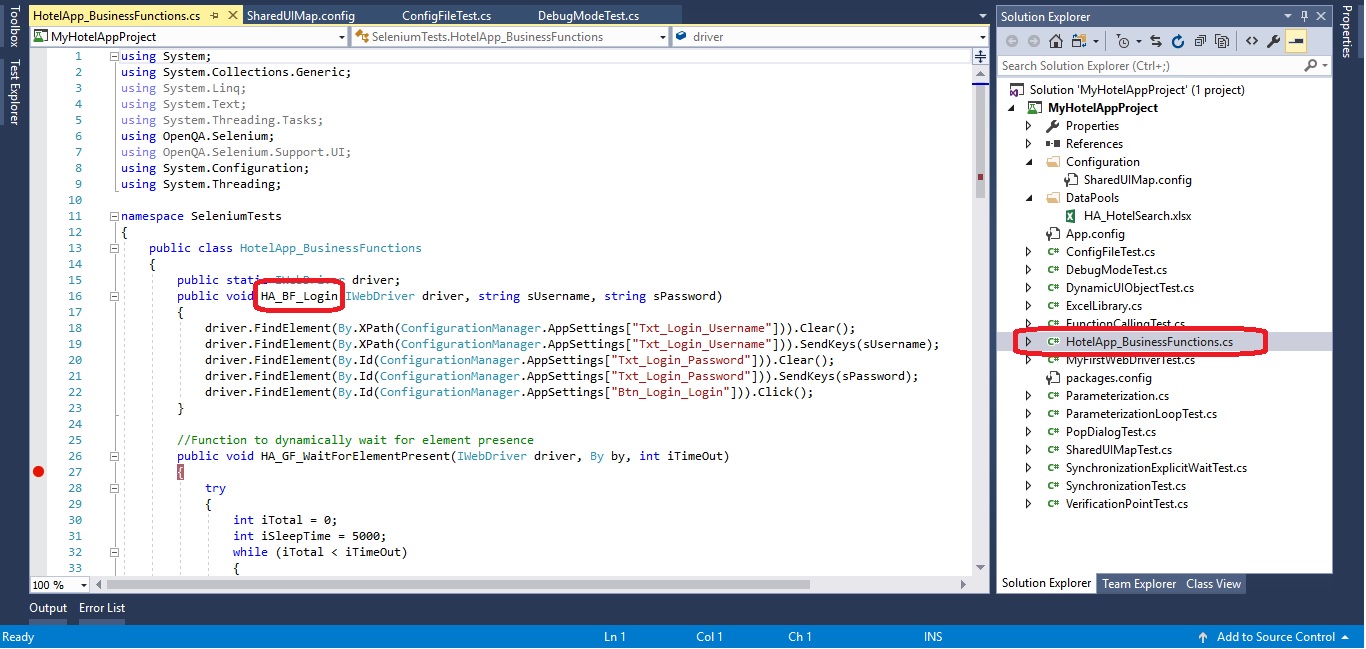 HotelApp_BusinessFunctions.cs
SharedUIMap.config
ConfigFileTest.cs
DebugModeTest.cs
Toolbox
Test Explorer
MyHotelAppProject
SeleniumTests.HotelApp_BusinessFunctions
driver
1 using System;
2 using System.Collections.Generic;
3 using System.Linq;
4 using System.Text;
5 using System.Threading.Tasks;
6 using OpenQA.Selenium;
7 using OpenQA.Selenium.Support.UI;
8 using System.Configuration;
9 using System.Threading;
10
11 namespace SeleniumTests
12 {
13 public class HotelApp_BusinessFunctions
14 {
15 public static IWebDriver driver;
16 public void HA_BF_Login IWebDriver driver, string sUsername, string sPassword)
17 {
18 driver.FindElement(By.XPath(ConfigurationManager.AppSettings["Txt_Login_Username"])).Clear();
19 driver.FindElement(By.XPath(ConfigurationManager.AppSettings["Txt_Login_Username"])).SendKeys(sUsername);
20 driver.FindElement(By.Id(ConfigurationManager.AppSettings["Txt_Login_Password"])).Clear();
21 driver.FindElement(By.Id(ConfigurationManager.AppSettings["Txt_Login_Password"])).SendKeys(sPassword);
22 driver.FindElement(By.Id(ConfigurationManager.AppSettings["Btn_Login_Login"])).Click();
23 }
24
25 //Function to dynamically wait for element presence
26 public void HA_GF_WaitForElementPresent(IWebDriver driver, By by, int iTimeOut)
27 {
28 try
29 {
30 int iTotal = 0;
31 int iSleepTime = 5000;
32 while (iTotal < iTimeOut)
33 {
100 %
Solution Explorer
Search Solution Explorer (Ctrl+;)
Solution 'MyHotelAppProject' (1 project)
MyHotelAppProject
Properties
References
Configuration
SharedUIMap.config
DataPools
HA_HotelSearch.xlsx
App.config
ConfigFileTest.cs
DebugModeTest.cs
DynamicUIObjectTest.cs
ExcelLibrary.cs
FunctionCallingTest.cs
HotelApp_BusinessFunctions.cs
MyFirstWebDriverTest.cs
packages.config
Parameterization.cs
ParameterizationLoopTest.cs
PopDialogTest.cs
SharedUIMapTest.cs
SynchronizationExplicitWaitTest.cs
SynchronizationTest.cs
VerificationPointTest.cs
Solution Explorer Team Explorer Class View
Properties
Output Error List
Ready
Ln 1
Col 1
Ch 1
INS
Add to Source Control